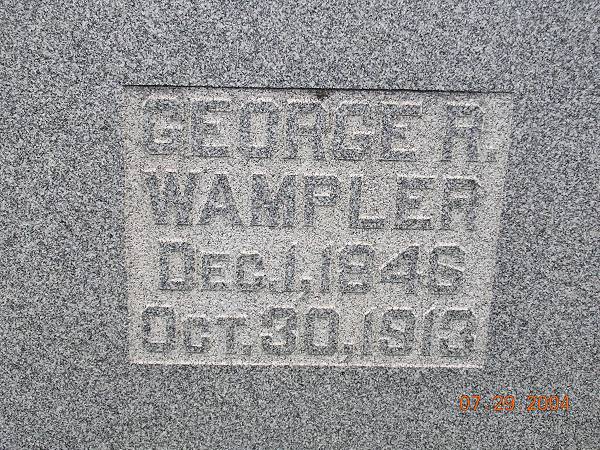 GEORGE R.
WAMPLER
DEC. 1, 1846
OCT. 30, 1913
07.29 2004